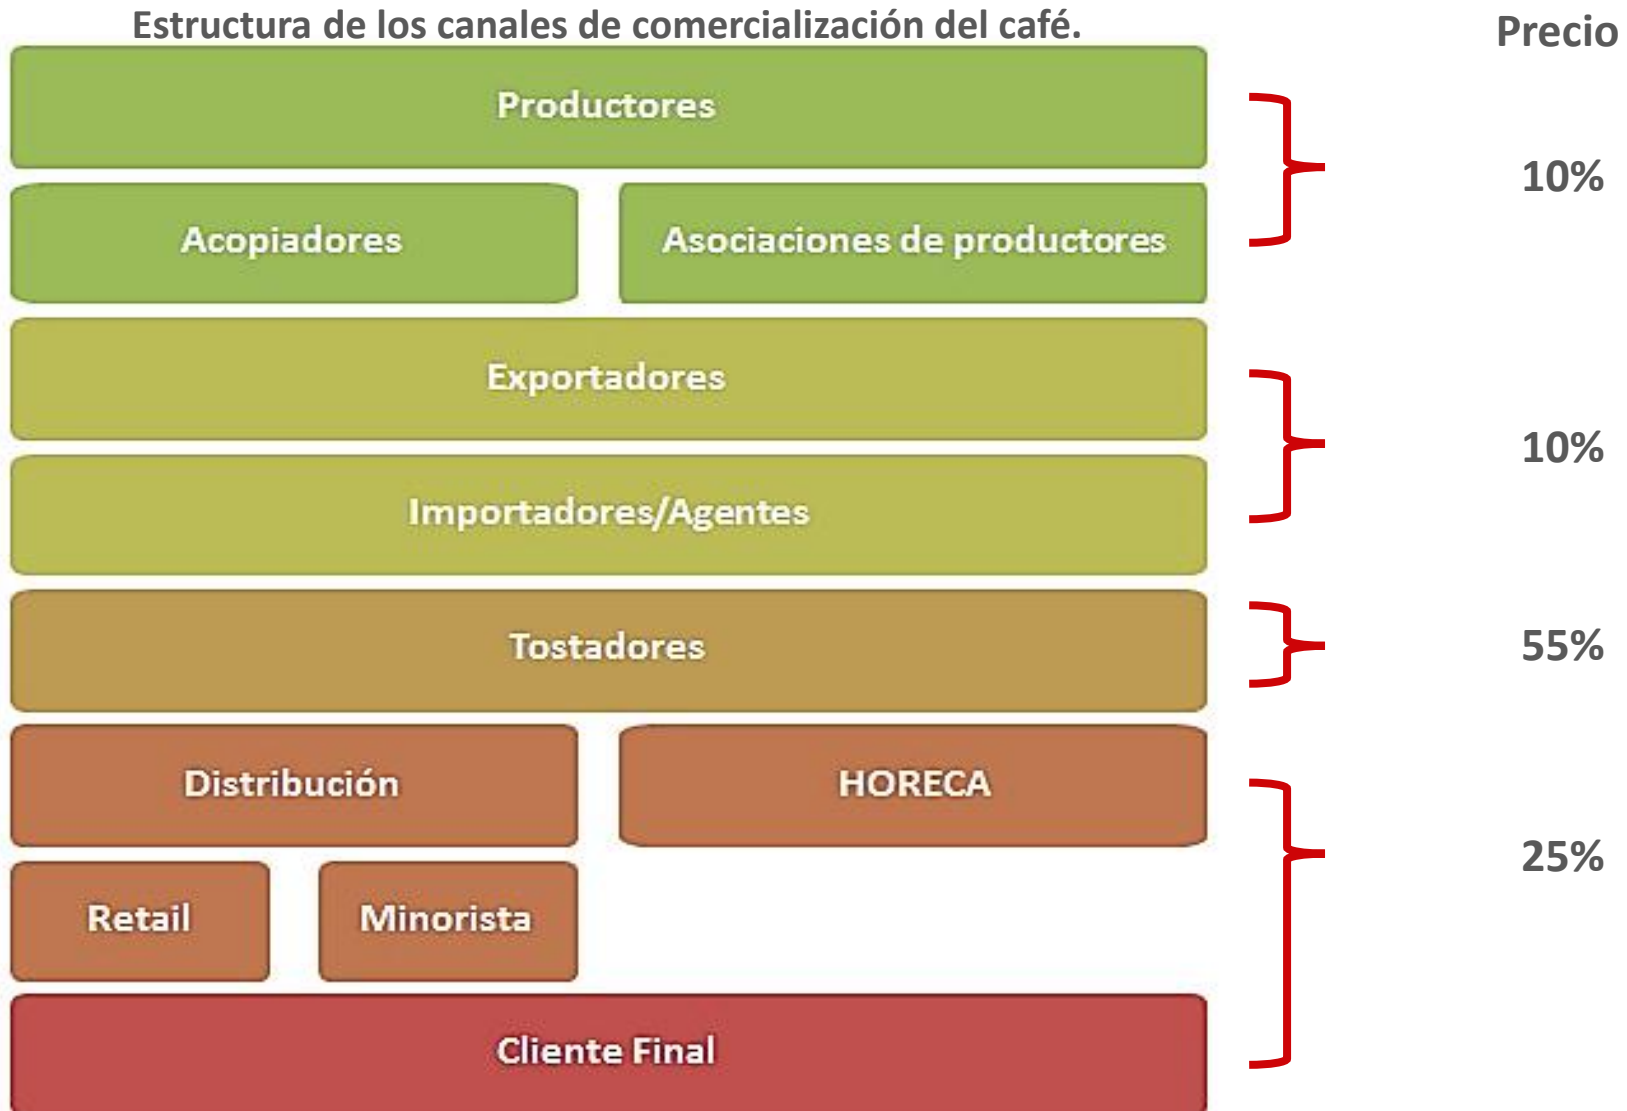 Estructura de los canales de comercialización del café.
Precio
Productores
10%
Acopiadores
Asociaciones de productores
Exportadores
10%
Importadores/Agentes
Tostadores
55%
Distribución
HORECA
25%
Retail
Minorista
Cliente Final